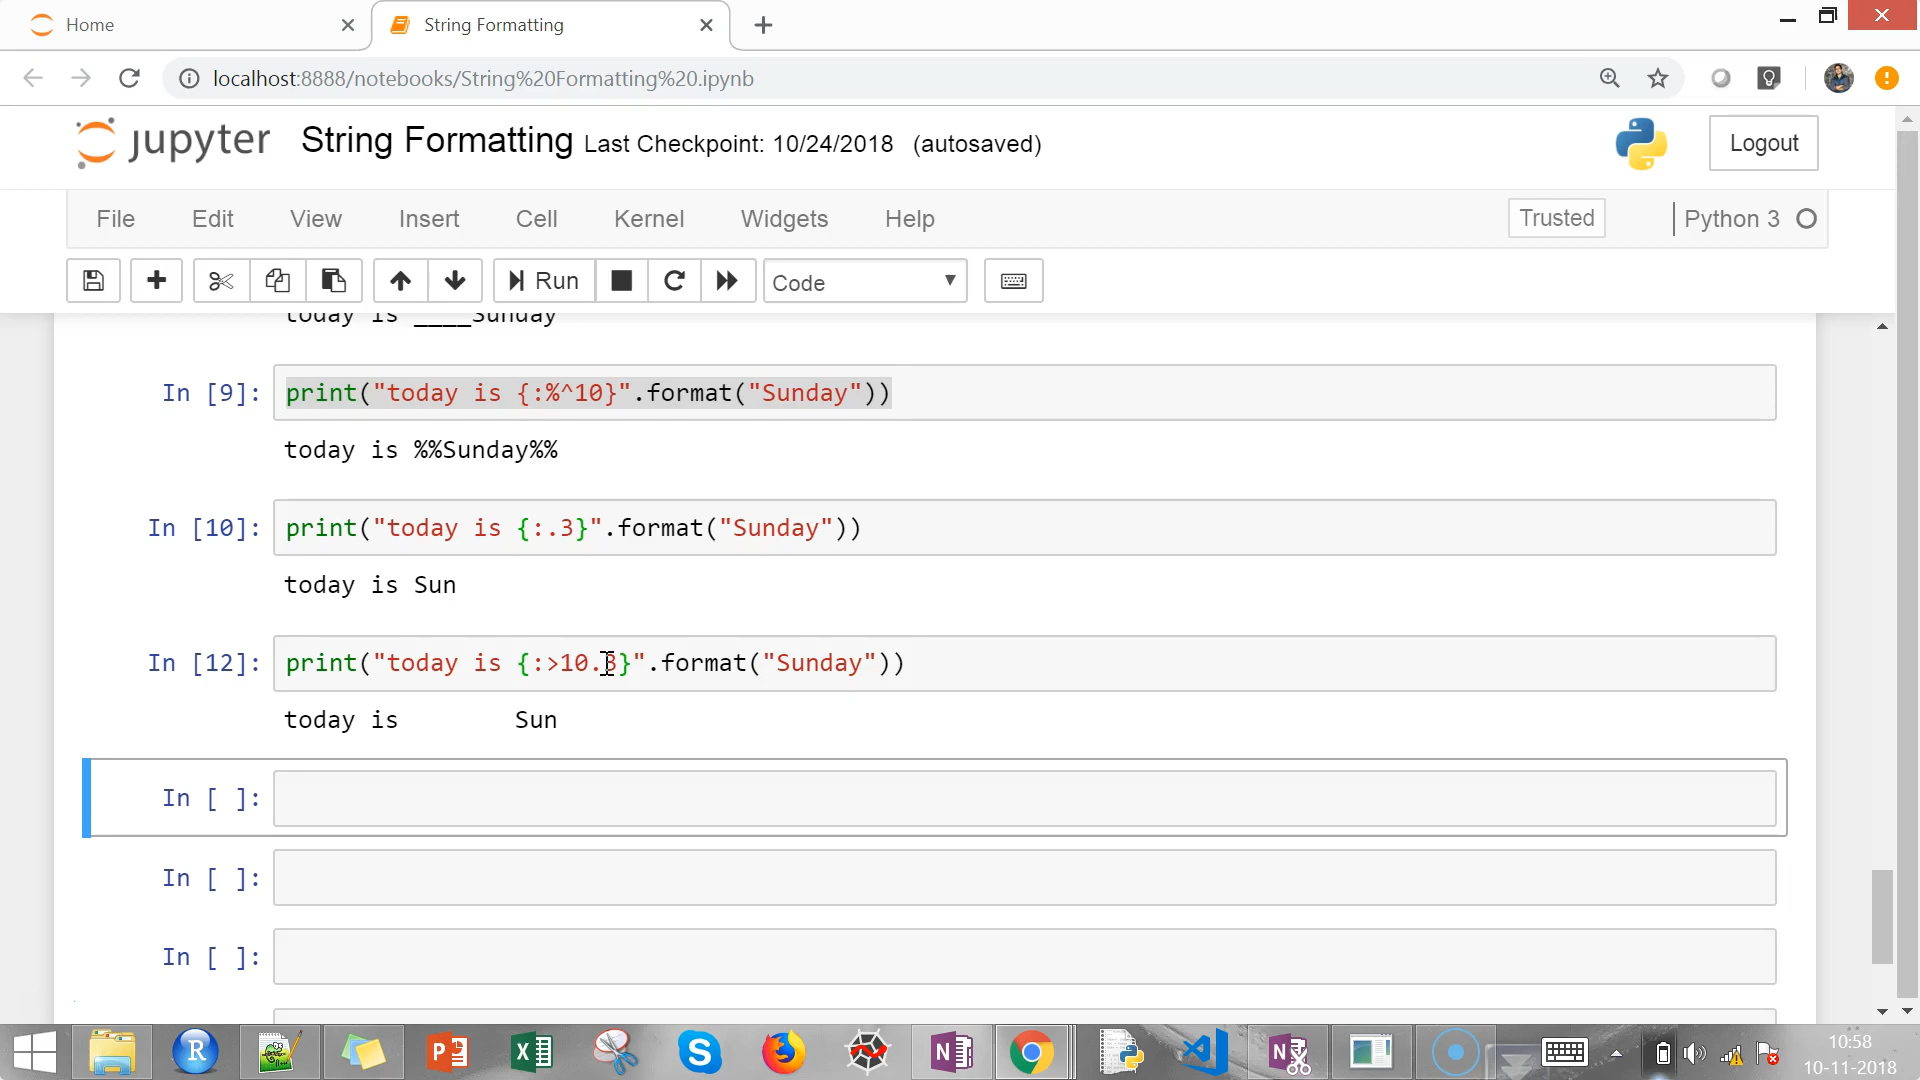 Home
String Formatting
localhost:8888/notebooks/String%20Formatting%20.ipynb
jupyter
String Formatting Last Checkpoint: 10/24/2018 (autosaved)
Logout
File Edit View Insert Cell Kernel Widgets Help
Trusted
Python 3
Run
Code
today is ____Sunday
In [9]: print("today is {:%^10}".format("Sunday"))
today is %%Sunday%%
In [10]: print("today is {:.3}".format("Sunday"))
today is Sun
In [12]: print("today is {:>10.3}".format("Sunday"))
today is        Sun
In [ ]:
In [ ]:
In [ ]:
10:58
10-11-2018